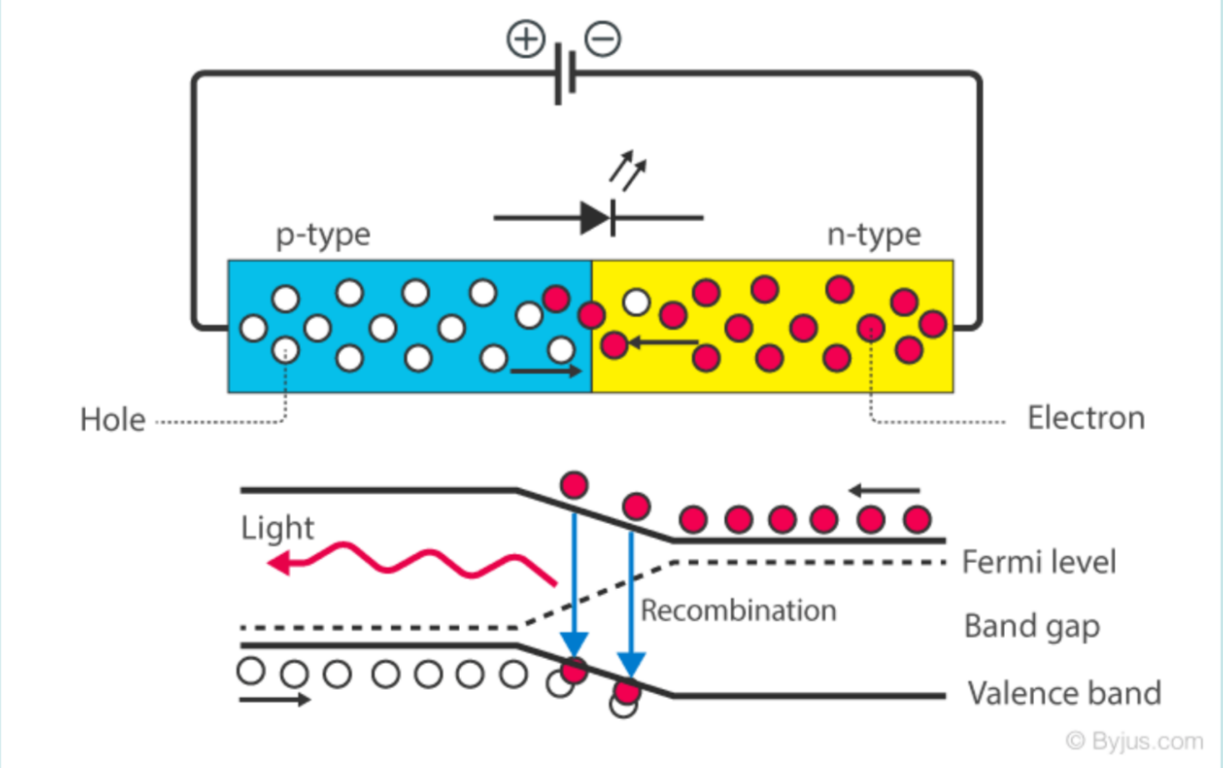 ⊕ ⊖
p-type
n-type
Hole
Electron
Light
Fermi level
Recombination
Band gap
Valence band
© Byjus.com